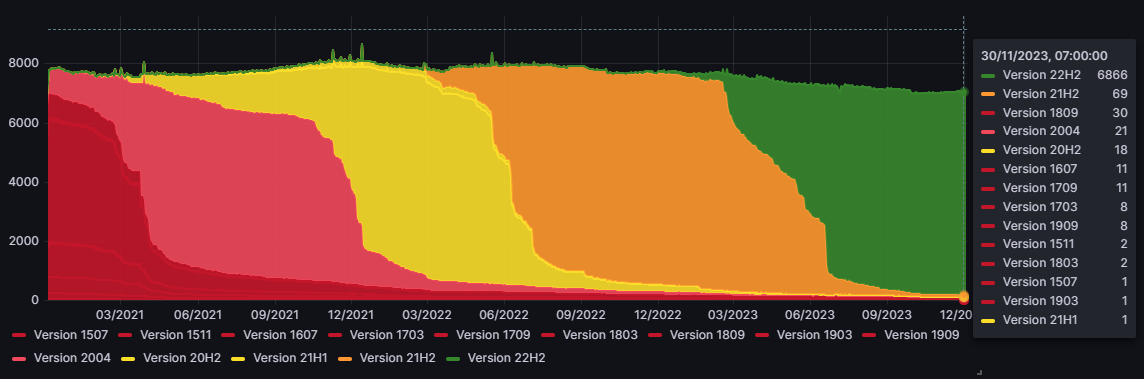 30/11/2023, 07:00:00
Version 22H2 6866
Version 21H2 69
Version 1809 30
Version 2004 21
Version 20H2 18
Version 1607 11
Version 1709 11
Version 1703 8
Version 1909 8
Version 1511 2
Version 1803 2
Version 1507 1
Version 1903 1
Version 21H1 1
8000
6000
4000
2000
0
03/2021 06/2021 09/2021 11/2021 03/2022 06/2022 09/2022 11/2022 03/2023 06/2023 09/2023 12/20
Version 1507 Version 1511 Version 1607 Version 1703 Version 1709 Version 1803 Version 1809 Version 1903 Version 1909
Version 2004 Version 20H2 Version 21H1 Version 21H2 Version 22H2